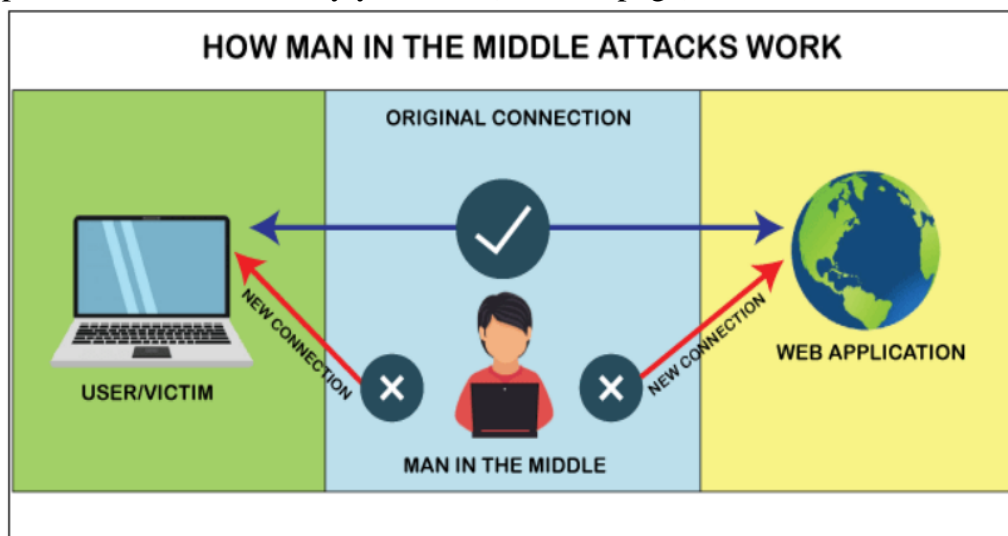 HOW MAN IN THE MIDDLE ATTACKS WORK
ORIGINAL CONNECTION
NEW CONNECTION
NEW CONNECTION
USER/VICTIM
WEB APPLICATION
MAN IN THE MIDDLE